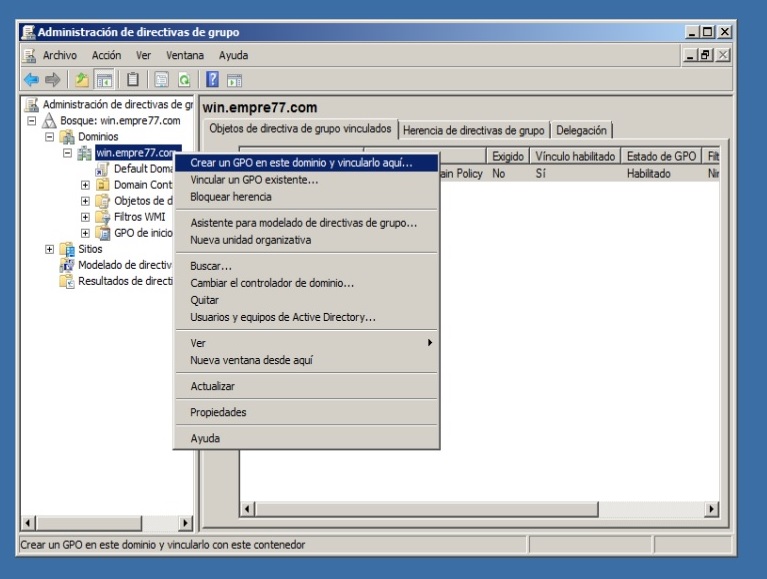 Administración de directivas de grupo
Archivo Acción Ver Ventana Ayuda
Administración de directivas de gr
Bosque: win.empre77.com
Dominios
win.empre77.com
Default Doma
Domain Cont
Objetos de d
Filtros WMI
GPO de inicio
Sitios
Modelado de directiv
Resultados de directi
win.empre77.com
Objetos de directiva de grupo vinculados Herencia de directivas de grupo Delegación
Exigido Vínculo habilitado Estado de GPO Filt
ain Policy No Sí Habilitado Nin
Crear un GPO en este dominio y vincularlo aquí...
Vincular un GPO existente...
Bloquear herencia
Asistente para modelado de directivas de grupo...
Nueva unidad organizativa
Buscar...
Cambiar el controlador de dominio...
Quitar
Usuarios y equipos de Active Directory...
Ver
Nueva ventana desde aquí
Actualizar
Propiedades
Ayuda
Crear un GPO en este dominio y vincularlo con este contenedor